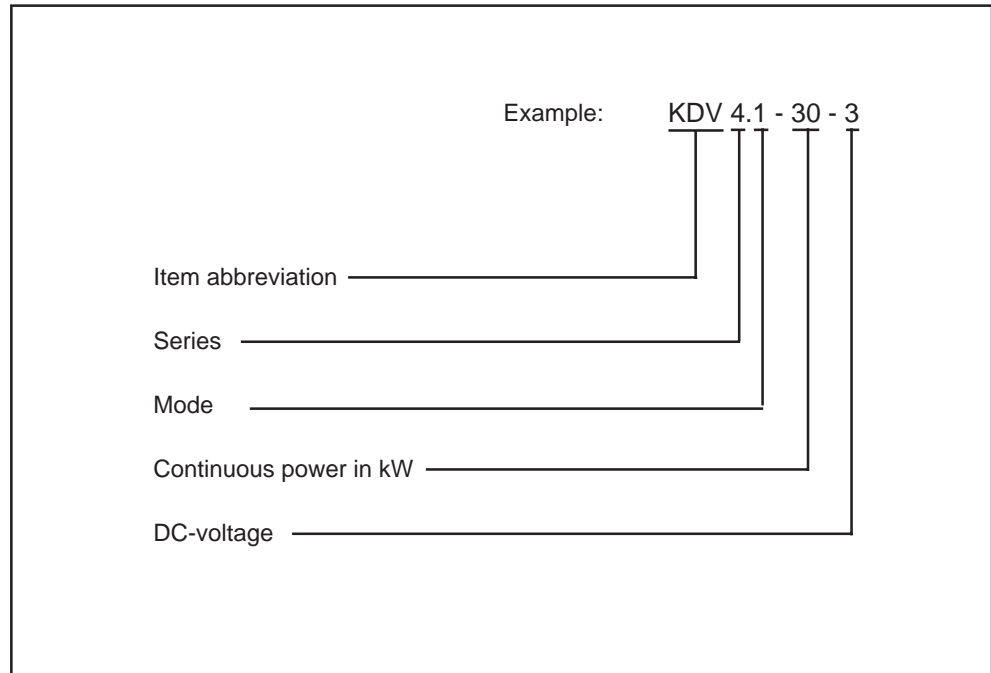 Example: KDV 4.1 - 30 - 3
Item abbreviation
Series
Mode
Continuous power in kW
DC-voltage